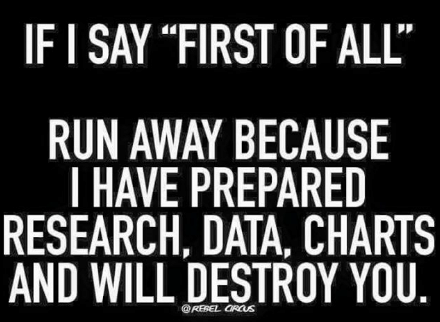 IF I SAY “FIRST OF ALL”
RUN AWAY BECAUSE
I HAVE PREPARED
RESEARCH, DATA, CHARTS
AND WILL DESTROY YOU.
@REBEL CIRCUS